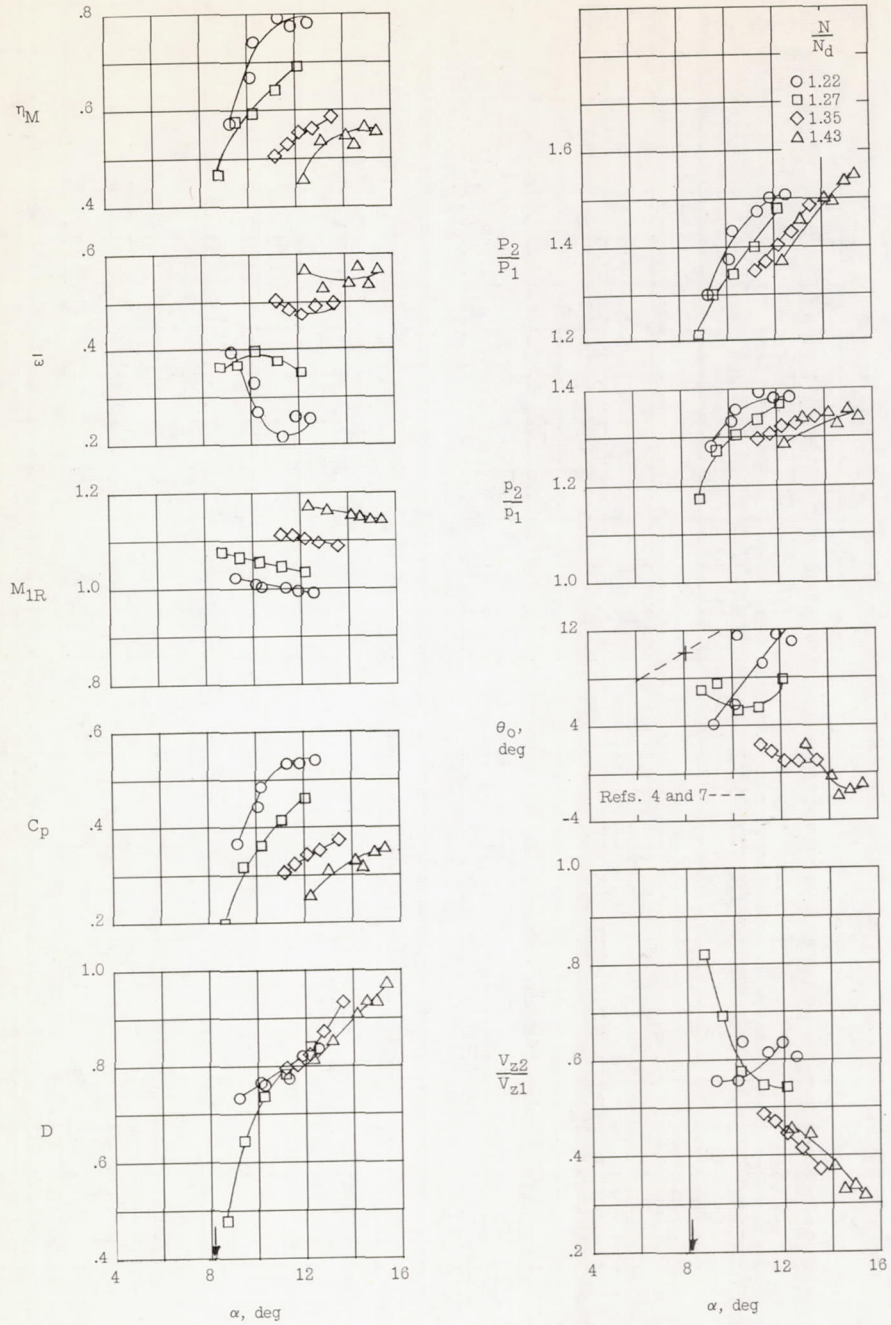 .8
η_M
.6
.4
.6
ω̄
.4
.2
1.2
M_1R
1.0
.8
.6
C_p
.4
.2
1.0
.8
D
.6
.4
4 8 12 16
α, deg
N
N_d
○ 1.22
□ 1.27
◇ 1.35
△ 1.43
1.6
P_2
P_1
1.4
1.2
1.4
p_2
p_1
1.2
1.0
12
θ_o,
deg
4
-4
Refs. 4 and 7---
1.0
.8
V_z2
V_z1
.6
.4
.2
4 8 12 16
α, deg